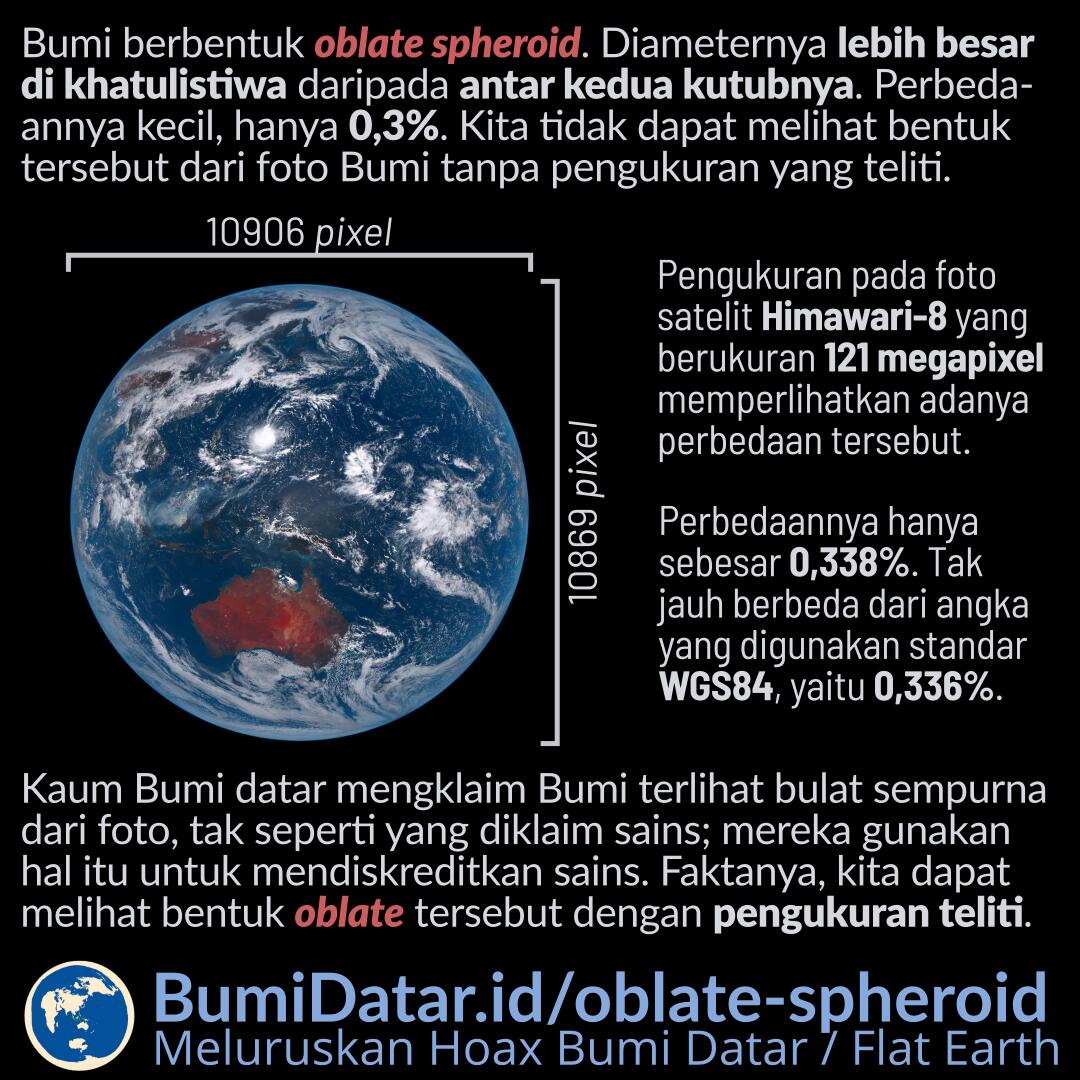 Bumi berbentuk oblate spheroid. Diameternya lebih besar
di khatulistiwa daripada antar kedua kutubnya. Perbeda-
annya kecil, hanya 0,3%. Kita tidak dapat melihat bentuk
tersebut dari foto Bumi tanpa pengukuran yang teliti.
10906 pixel
10869 pixel
Pengukuran pada foto
satelit Himawari-8 yang
berukuran 121 megapixel
memperlihatkan adanya
perbedaan tersebut.
Perbedaannya hanya
sebesar 0,338%. Tak
jauh berbeda dari angka
yang digunakan standar
WGS84, yaitu 0,336%.
Kaum Bumi datar mengklaim Bumi terlihat bulat sempurna
dari foto, tak seperti yang diklaim sains; mereka gunakan
hal itu untuk mendiskreditkan sains. Faktanya, kita dapat
melihat bentuk oblate tersebut dengan pengukuran teliti.
BumiDatar.id/oblate-spheroid
Meluruskan Hoax Bumi Datar / Flat Earth